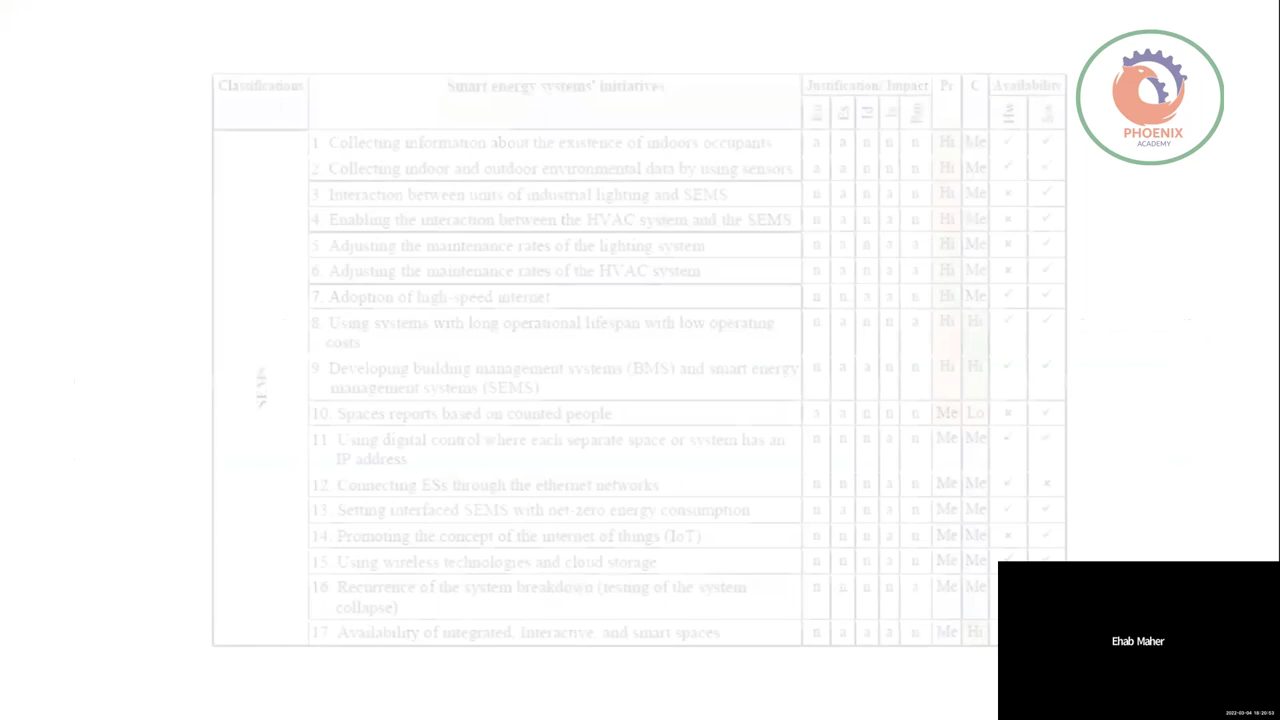 PHOENIX
ACADEMY
Classifications Smart energy systems' initiatives Justification/ Impact Pr C Availability
Es Id Is Hw
1 Collecting information about the existence of indoors occupants a a n n n Hi Me ✓ ✓
2 Collecting indoor and outdoor environmental data by using sensors a a n n n Hi Me ✓ ✓
3 Interaction between units of industrial lighting and SEMS n a n a n Hi Me × ✓
4 Enabling the interaction between the HVAC system and the SEMS n a n a n Hi Me × ✓
5 Adjusting the maintenance rates of the lighting system n a n a a Hi Me × ✓
6. Adjusting the maintenance rates of the HVAC system n a n a a Hi Me × ✓
7. Adoption of high-speed internet n n a a n Hi Me ✓ ✓
8. Using systems with long operational lifespan with low operating n a n n a Hi Hi ✓ ✓
costs
9. Developing building management systems (BMS) and smart energy n a a n n Hi Hi ✓ ✓
management systems (SEMS)
SEMS
10. Spaces reports based on counted people a a n n n Me Lo × ✓
11. Using digital control where each separate space or system has an n n n a n Me Me ✓ ✓
IP address
12. Connecting ESs through the ethernet networks n n n a n Me Me ✓ ×
13. Setting interfaced SEMS with net-zero energy consumption n n n a n Me Me ✓ ✓
14. Promoting the concept of the internet of things (IoT) n n n a n Me Me × ✓
15. Using wireless technologies and cloud storage n n n a n Me Me
16 Recurrence of the system breakdown (testing of the system n n n n a Me Me
collapse)
17. Availability of integrated, interactive, and smart spaces n a a a n Me Hi
Ehab Maher
2022-03-04 18:20:53